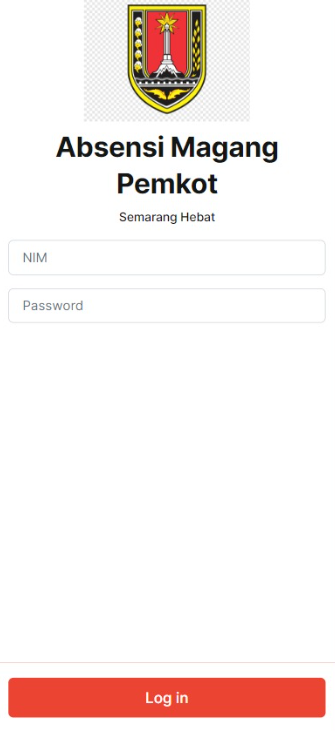 Absensi Magang
Pemkot
Semarang Hebat
NIM
Password
Log in